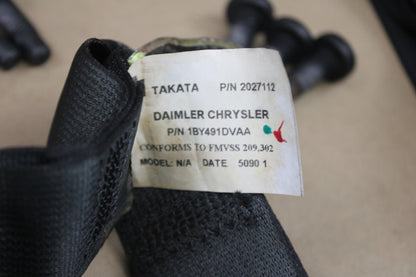 TAKATA P/N 2027112
DAIMLER CHRYSLER
P/N 1BY491DVAA
CONFORMS TO FMVSS 209,302
MODEL: N/A DATE 5090 1